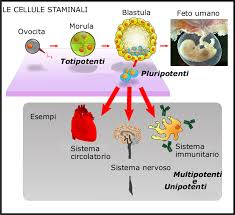 LE CELLULE STAMINALI
Ovocita
Morula
Blastula
Feto umano
Totipotenti
Pluripotenti
Esempi
Sistema
circolatorio
Sistema nervoso
Sistema
immunitario
Multipotenti
e
Unipotenti